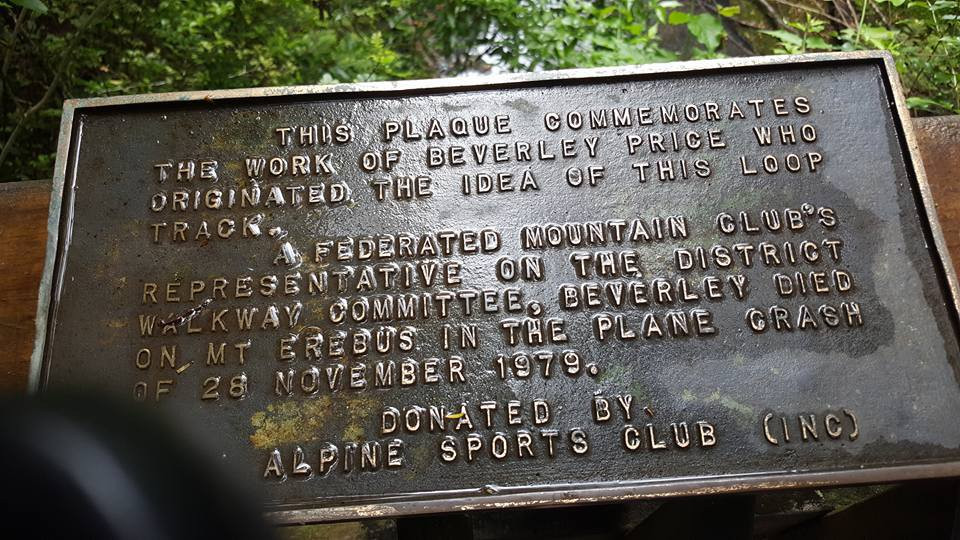 THIS PLAQUE COMMEMORATES
THE WORK OF BEVERLEY PRICE WHO
ORIGINATED THE IDEA OF THIS LOOP
TRACK.
A FEDERATED MOUNTAIN CLUB'S
REPRESENTATIVE ON THE DISTRICT
WALKWAY COMMITTEE, BEVERLEY DIED
ON MT EREBUS IN THE PLANE CRASH
OF 28 NOVEMBER 1979.
DONATED BY
ALPINE SPORTS CLUB (INC)